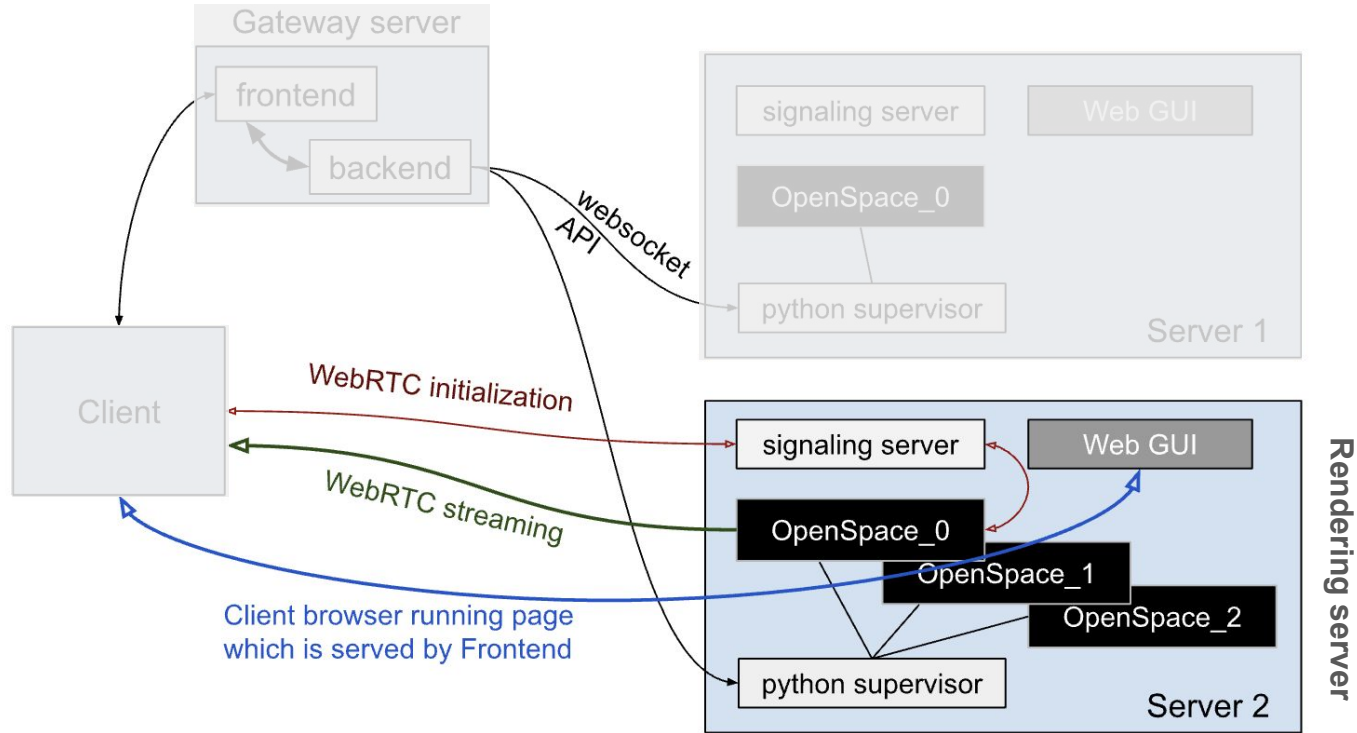 Gateway server
frontend
backend
websocket
API
signaling server
Web GUI
OpenSpace_0
python supervisor
Server 1
Client
WebRTC initialization
WebRTC streaming
Client browser running page
which is served by Frontend
signaling server
Web GUI
OpenSpace_0
OpenSpace_1
OpenSpace_2
python supervisor
Server 2
Rendering server